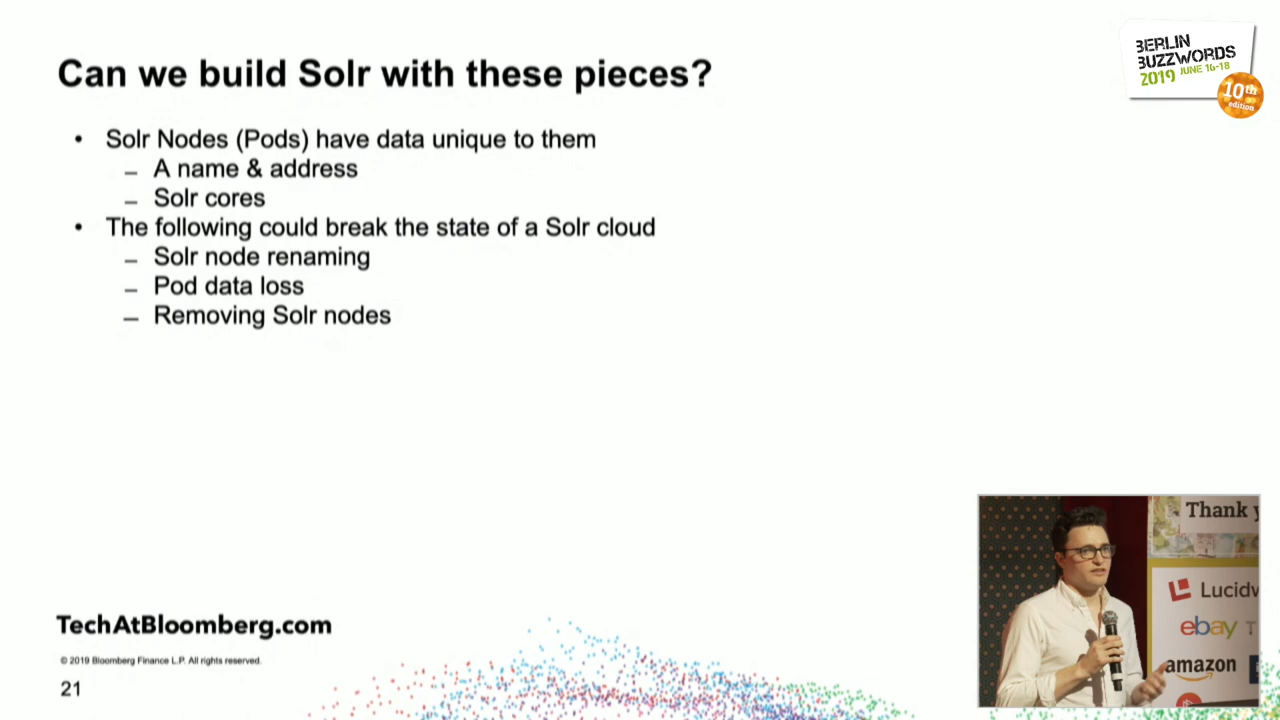 BERLIN
BUZZWORDS
2019 JUNE 16-18
10th
edition
Can we build Solr with these pieces?
• Solr Nodes (Pods) have data unique to them
– A name & address
– Solr cores
• The following could break the state of a Solr cloud
– Solr node renaming
– Pod data loss
– Removing Solr nodes
Thank
ebay
amazon
TechAtBloomberg.com
© 2019 Bloomberg Finance L.P. All rights reserved.
21